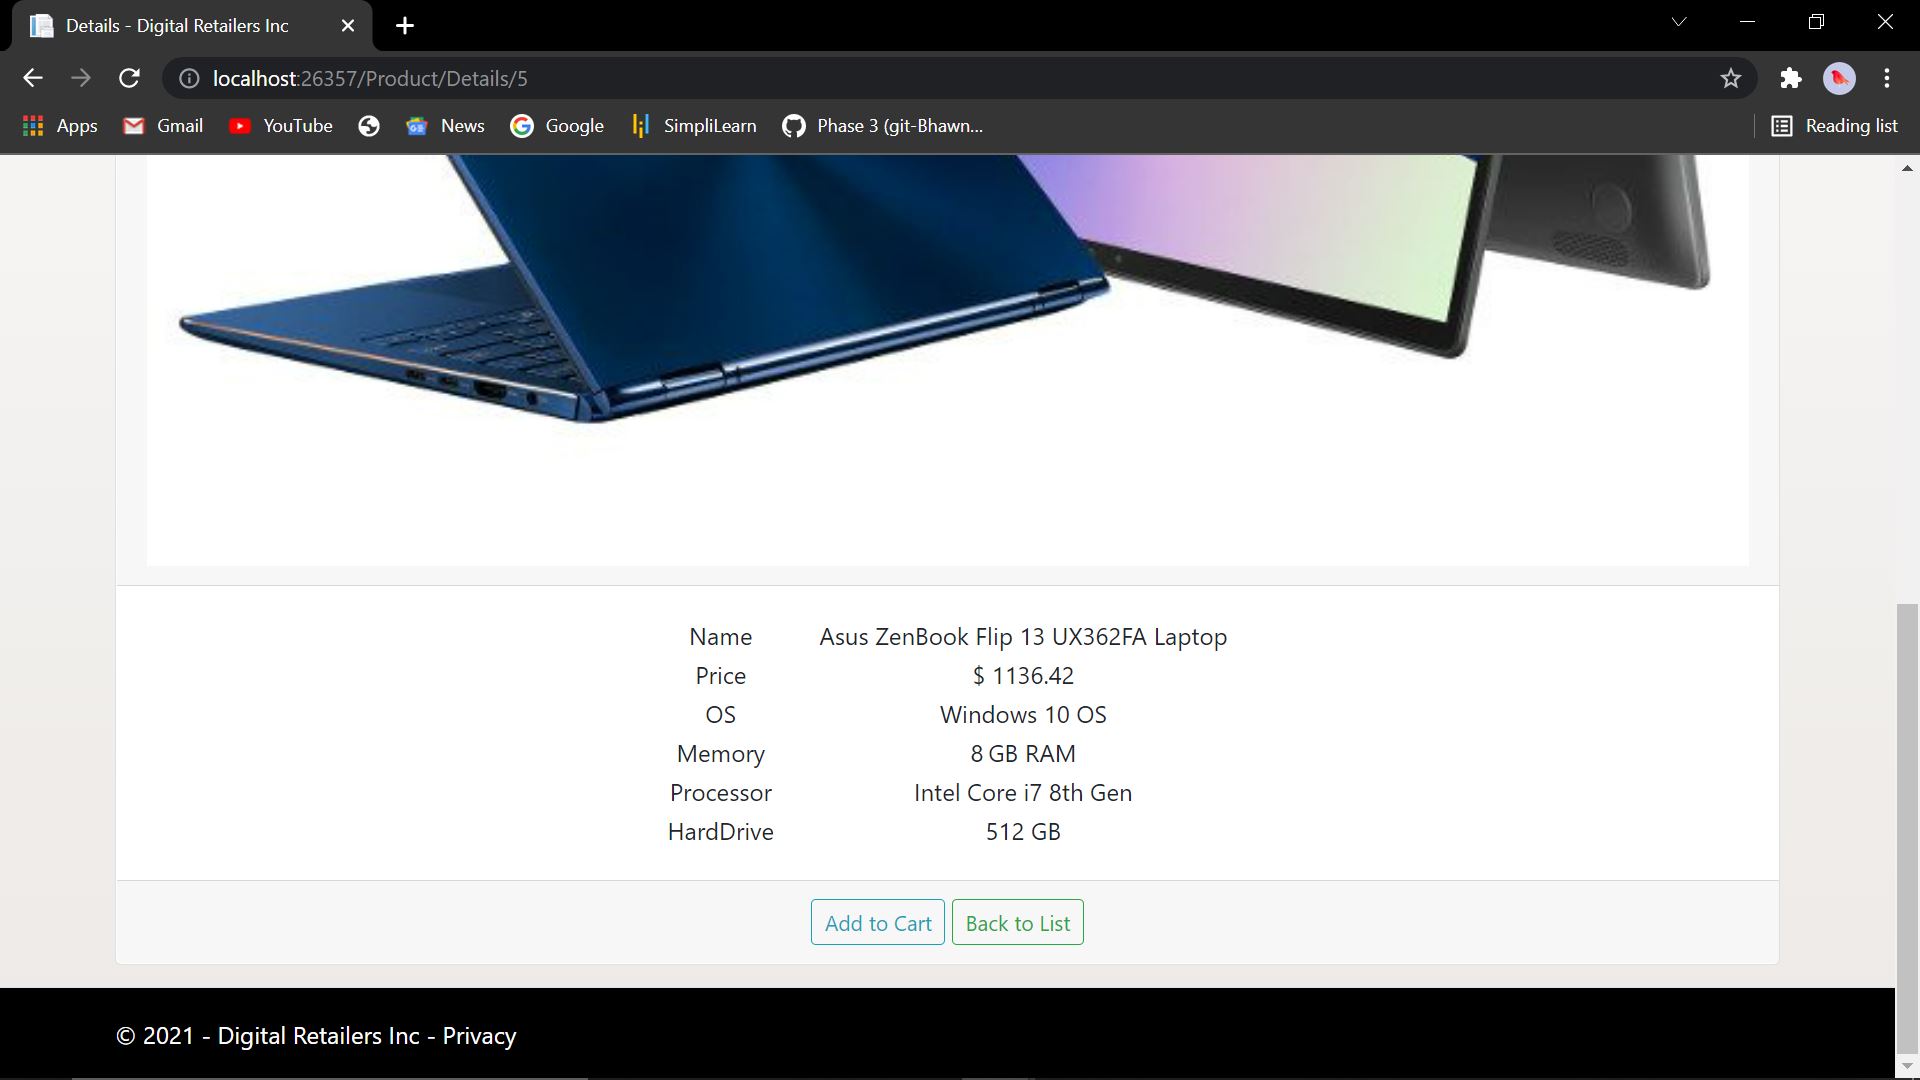 Details - Digital Retailers Inc
localhost:26357/Product/Details/5
Apps Gmail YouTube News Google SimpliLearn Phase 3 (git-Bhawn... Reading list
Name Asus ZenBook Flip 13 UX362FA Laptop
Price $ 1136.42
OS Windows 10 OS
Memory 8 GB RAM
Processor Intel Core i7 8th Gen
HardDrive 512 GB
Add to Cart Back to List
© 2021 - Digital Retailers Inc - Privacy